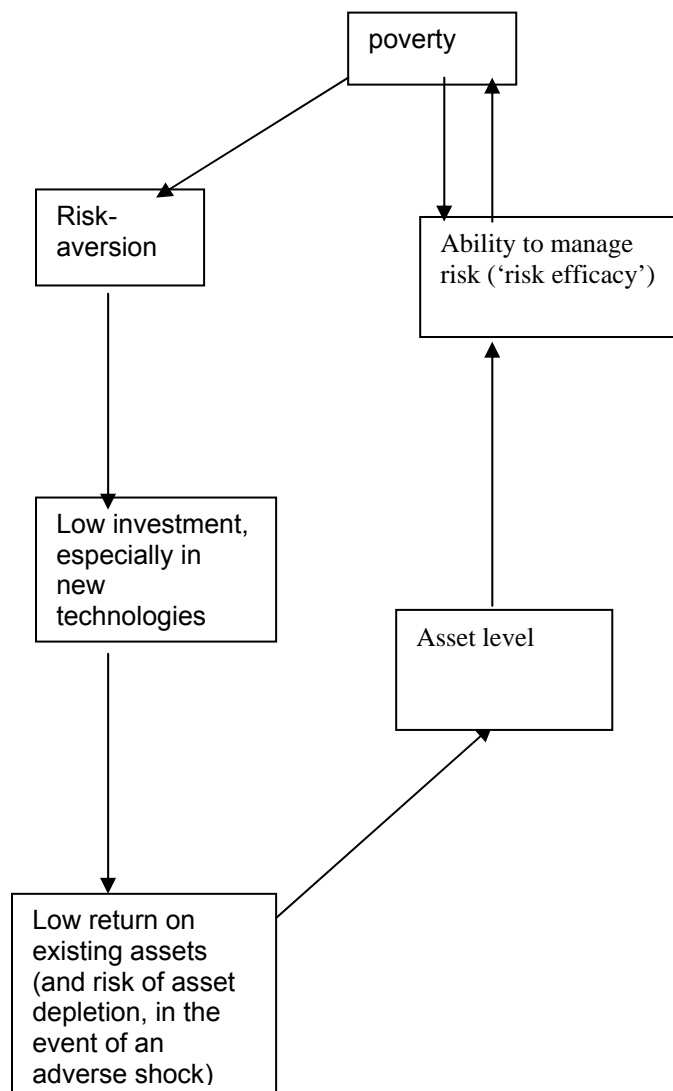 poverty
Risk-
aversion
Ability to manage
risk (‘risk efficacy’)
Low investment,
especially in
new
technologies
Asset level
Low return on
existing assets
(and risk of asset
depletion, in the
event of an
adverse shock)